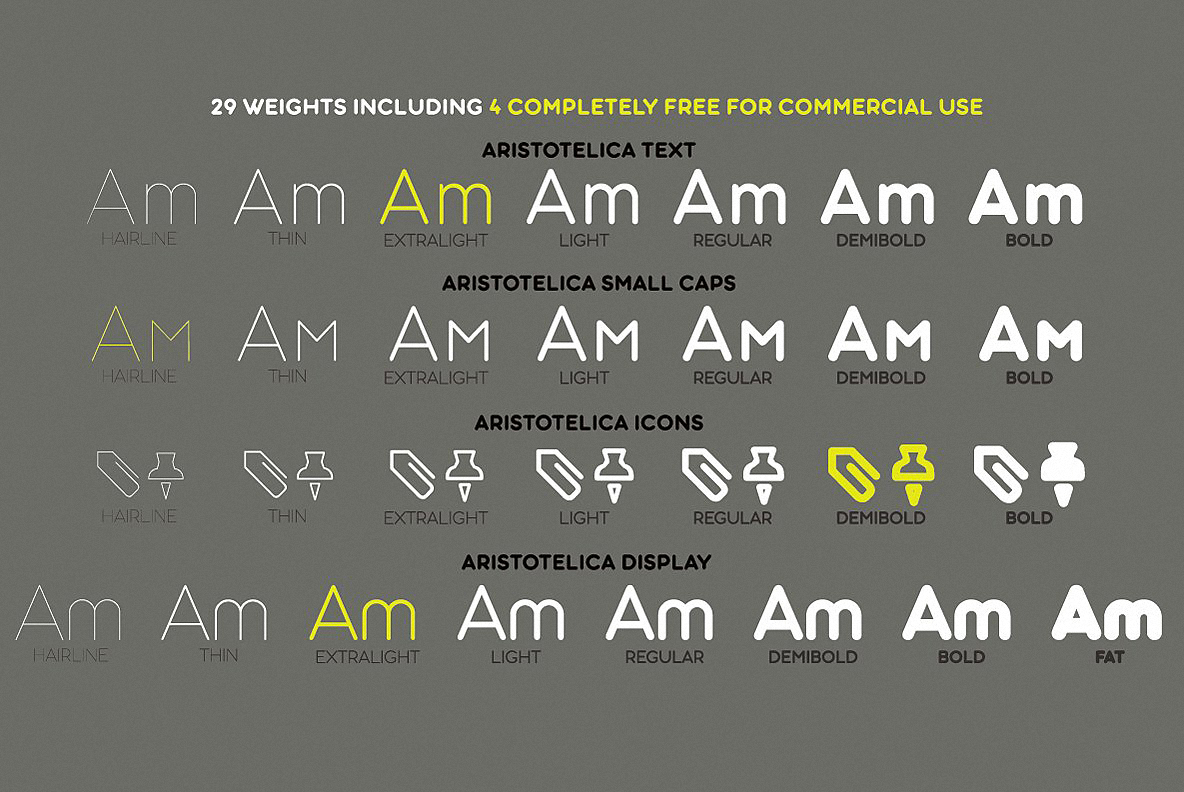 29 WEIGHTS INCLUDING 4 COMPLETELY FREE FOR COMMERCIAL USE
ARISTOTELICA TEXT
Am Am Am Am Am Am Am
HAIRLINE THIN EXTRALIGHT LIGHT REGULAR DEMIBOLD BOLD
ARISTOTELICA SMALL CAPS
Am Am Am Am Am Am Am
HAIRLINE THIN EXTRALIGHT LIGHT REGULAR DEMIBOLD BOLD
ARISTOTELICA ICONS
HAIRLINE THIN EXTRALIGHT LIGHT REGULAR DEMIBOLD BOLD
ARISTOTELICA DISPLAY
Am Am Am Am Am Am Am Am
HAIRLINE THIN EXTRALIGHT LIGHT REGULAR DEMIBOLD BOLD FAT